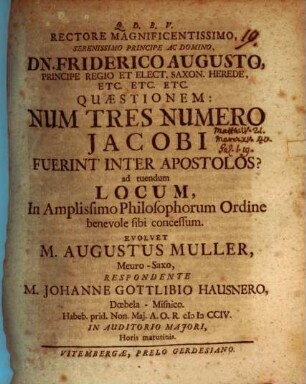 Q. D. B. V.
RECTORE MAGNIFICENTISSIMO,
SERENISSIMO PRINCIPE AC DOMINO,
DN. FRIDERICO AUGUSTO,
PRINCIPE REGIO ET ELECT. SAXON. HEREDE,
ETC. ETC. ETC.
QUÆSTIONEM:
NUM TRES NUMERO
JACOBI
FUERINT INTER APOSTOLOS?
ad tuendum
LOCUM,
In Amplissimo Philosophorum Ordine
benevole sibi concessum.
EVOLVET
M. AUGUSTUS MULLER,
Meuro-Saxo,
RESPONDENTE
M. JOHANNE GOTTLIBIO HAUSNERO,
Dœbela-Misnico.
Habeb. prid. Non. Maj. A. O. R. cIɔ Iɔ CCIV.
IN AUDITORIO MAJORI,
Horis matutinis.
VITEMBERGÆ, PRELO GERDESIANO.